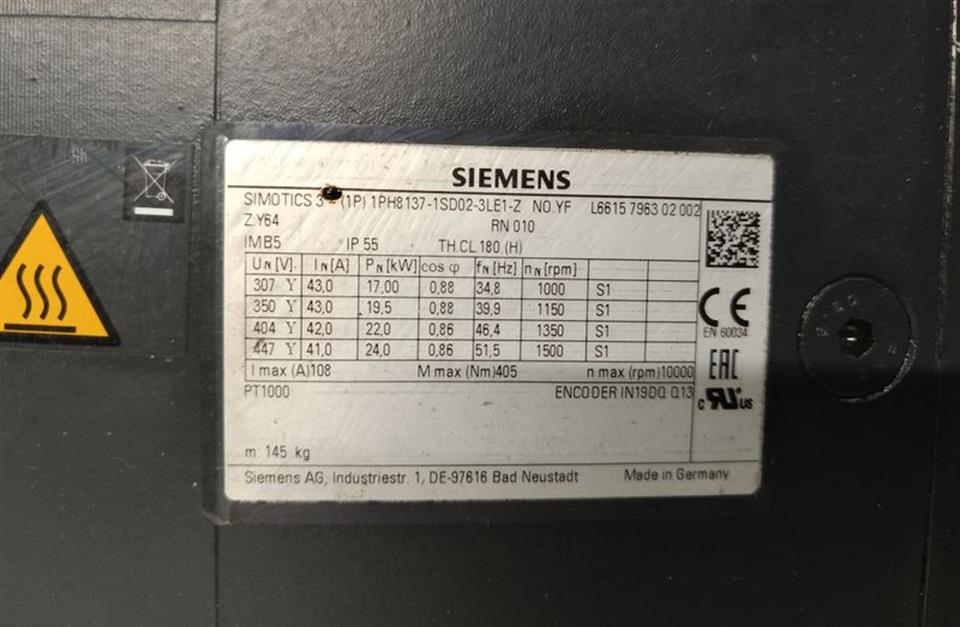 SIEMENS
SIMOTICS 3~ (1P) 1PH8137-1SD02-3LE1-Z NO.YF L6615 7963 02 002
Z: Y64 RN 010
IMB5 IP 55 TH.CL 180 (H)
UN [V] IN [A] PN [kW] cos φ fN [Hz] nN [rpm]
307 Y 43,0 17,00 0,88 34,8 1000 S1
350 Y 43,0 19,5 0,88 39,9 1150 S1
404 Y 42,0 22,0 0,86 46,4 1350 S1
447 Y 41,0 24,0 0,86 51,5 1500 S1
I max (A)108 M max (Nm)405 n max (rpm)10000
PT1000 ENCODER IN19DQ Q13
m: 145 kg
Siemens AG, Industriestr. 1, DE-97616 Bad Neustadt Made in Germany
CE
EN 60034
EAC
c RU US